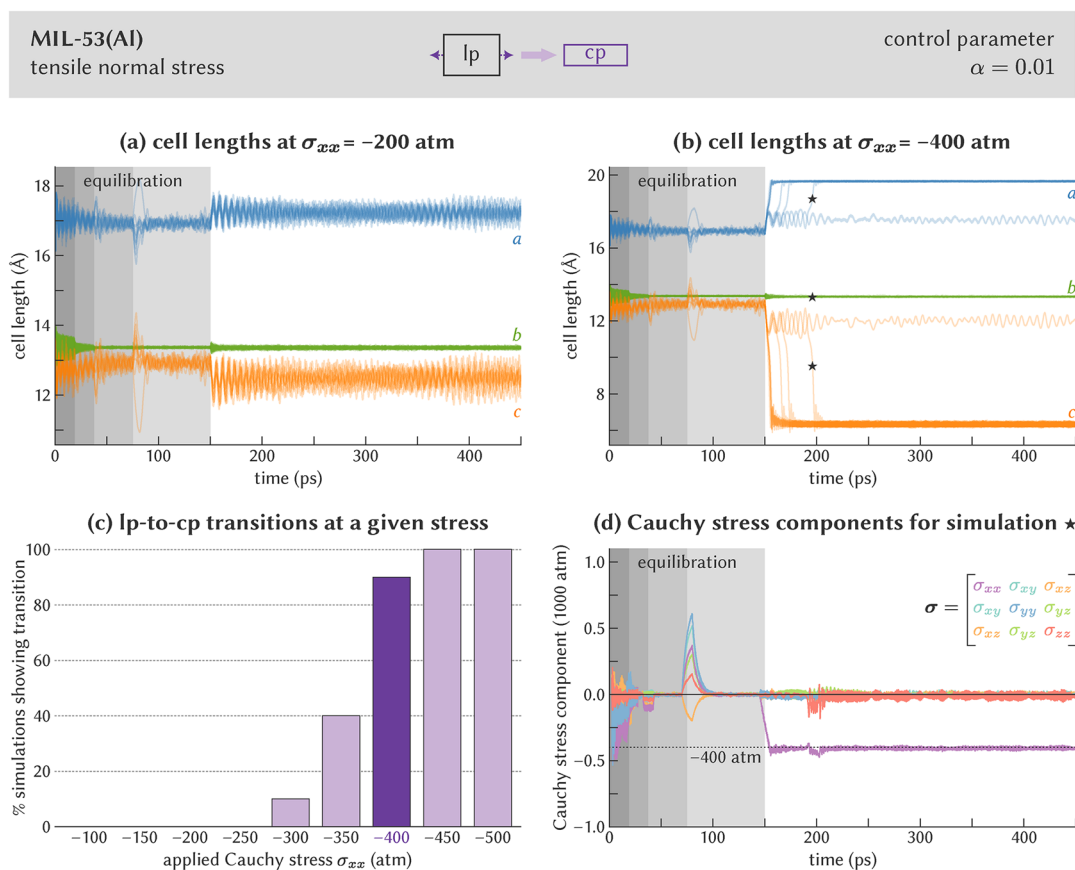 MIL-53(Al)
tensile normal stress
lp
cp
control parameter
α = 0.01
(a) cell lengths at σxx = −200 atm
equilibration
cell length (Å)
18
16
14
12
a
b
c
0 100 200 300 400
time (ps)
(b) cell lengths at σxx = −400 atm
equilibration
cell length (Å)
20
16
12
8
a
b
c
0 100 200 300 400
time (ps)
(c) lp-to-cp transitions at a given stress
% simulations showing transition
100
80
60
40
20
0
−100 −150 −200 −250 −300 −350 −400 −450 −500
applied Cauchy stress σxx (atm)
(d) Cauchy stress components for simulation ★
equilibration
Cauchy stress component (1000 atm)
1.0
0.5
0.0
−0.5
−1.0
σxx σxy σxz
σ = σxy σyy σyz
σxz σyz σzz
−400 atm
0 100 200 300 400
time (ps)